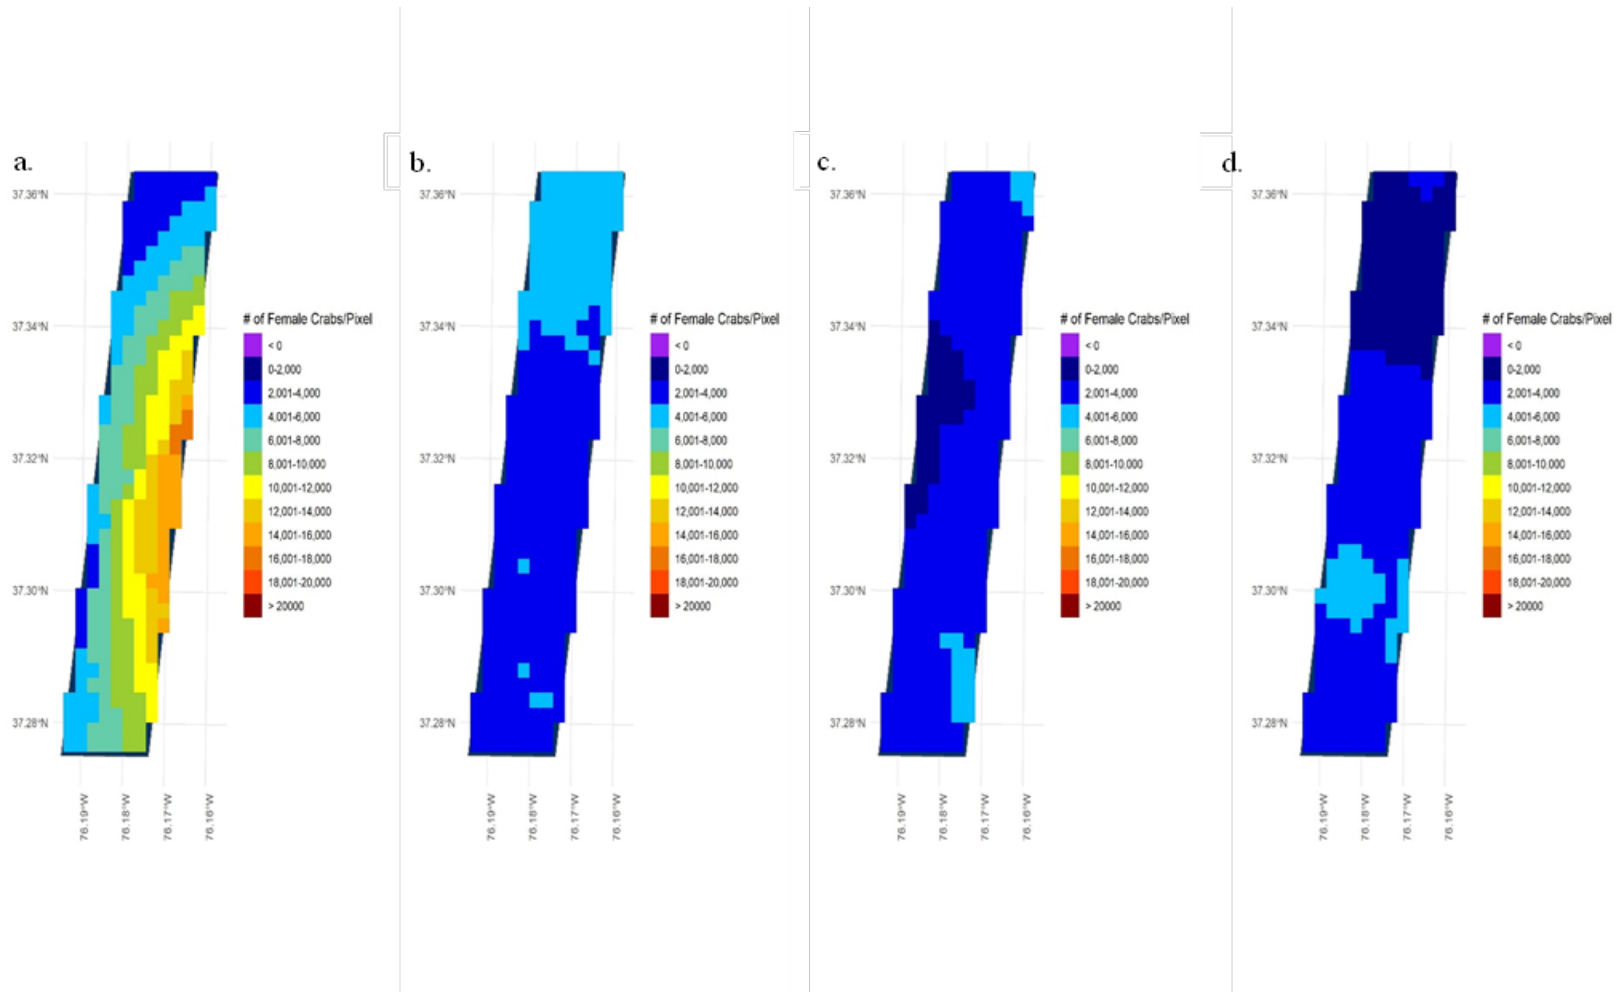 a.
37.36°N
37.34°N
37.32°N
37.30°N
37.28°N
76.19°W
76.18°W
76.17°W
76.16°W
# of Female Crabs/Pixel
< 0
0-2,000
2.001-4,000
4.001-6,000
6,001-8,000
8,001-10,000
10,001-12,000
12,001-14,000
14,001-16,000
16,001-18,000
18,001-20,000
> 20000
b.
37.36°N
37.34°N
37.32°N
37.30°N
37.28°N
76.19°W
76.18°W
76.17°W
76.16°W
# of Female Crabs/Pixel
< 0
0-2,000
2.001-4,000
4.001-6,000
6,001-8,000
8,001-10,000
10,001-12,000
12,001-14,000
14,001-16,000
16,001-18,000
18,001-20,000
> 20000
c.
37.36°N
37.34°N
37.32°N
37.30°N
37.28°N
76.19°W
76.18°W
76.17°W
76.16°W
# of Female Crabs/Pixel
< 0
0-2,000
2.001-4,000
4.001-6,000
6,001-8,000
8,001-10,000
10,001-12,000
12,001-14,000
14,001-16,000
16,001-18,000
18,001-20,000
> 20000
d.
37.36°N
37.34°N
37.32°N
37.30°N
37.28°N
76.19°W
76.18°W
76.17°W
76.16°W
# of Female Crabs/Pixel
< 0
0-2,000
2.001-4,000
4.001-6,000
6,001-8,000
8,001-10,000
10,001-12,000
12,001-14,000
14,001-16,000
16,001-18,000
18,001-20,000
> 20000